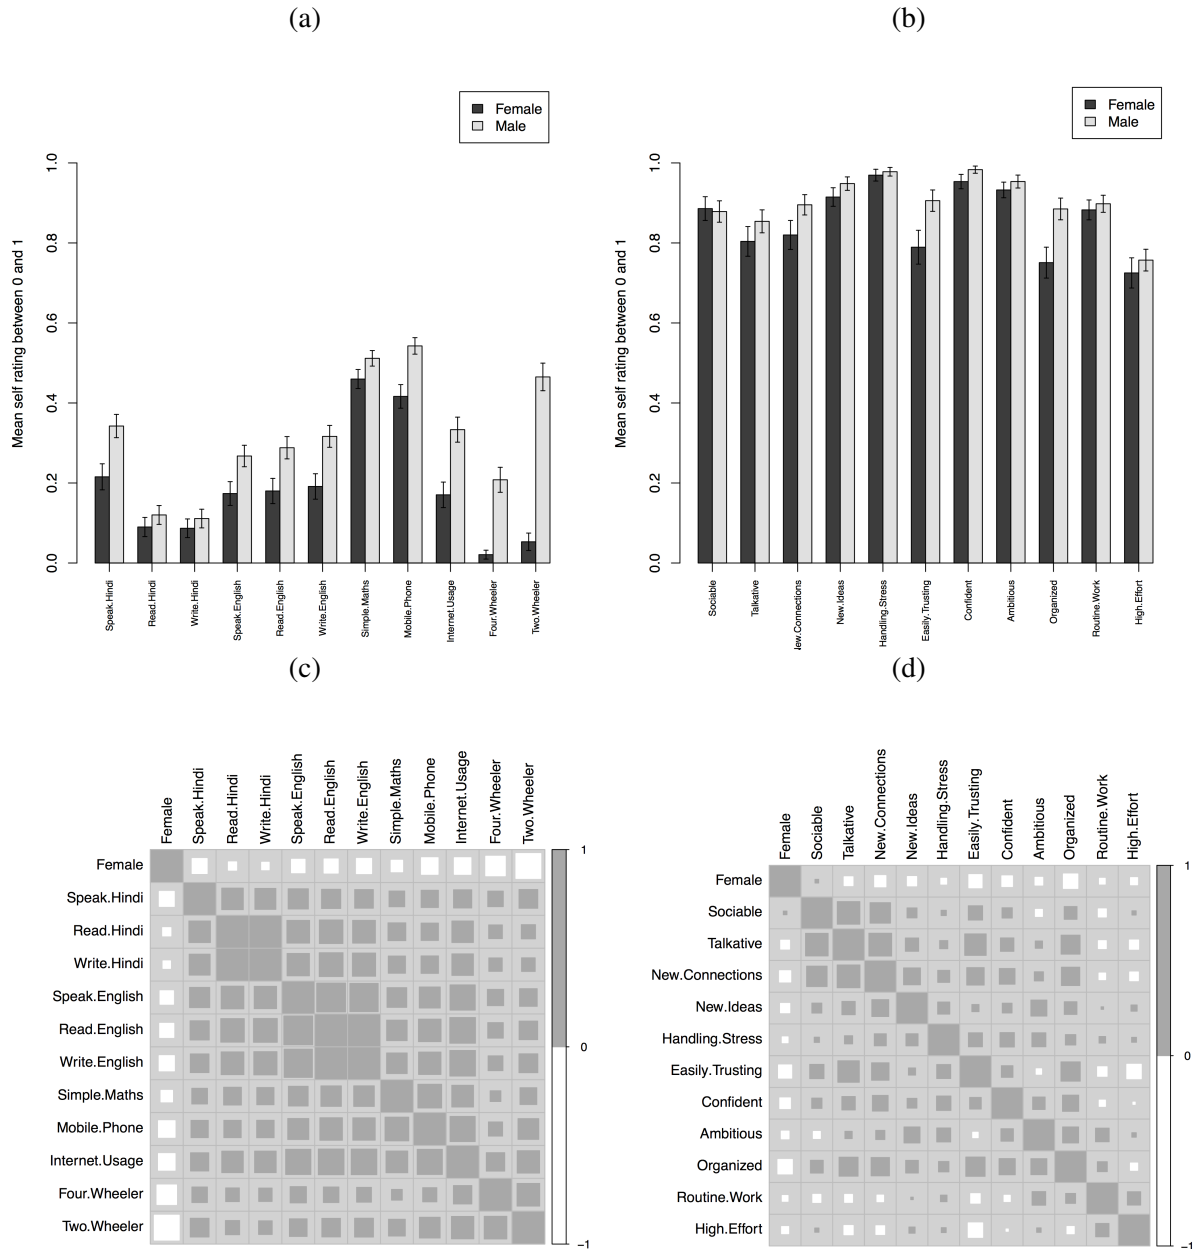 (a)
Female
Male
Mean self rating between 0 and 1
0.0
0.2
0.4
0.6
0.8
1.0
Speak.Hindi
Read.Hindi
Write.Hindi
Speak.English
Read.English
Write.English
Simple.Maths
Mobile.Phone
Internet.Usage
Four.Wheeler
Two.Wheeler
(b)
Female
Male
Mean self rating between 0 and 1
0.0
0.2
0.4
0.6
0.8
1.0
Sociable
Talkative
lew.Connections
New.Ideas
Handling.Stress
Easily.Trusting
Confident
Ambitious
Organized
Routine.Work
High.Effort
(c)
Female
Speak.Hindi
Read.Hindi
Write.Hindi
Speak.English
Read.English
Write.English
Simple.Maths
Mobile.Phone
Internet.Usage
Four.Wheeler
Two.Wheeler
Female
Speak.Hindi
Read.Hindi
Write.Hindi
Speak.English
Read.English
Write.English
Simple.Maths
Mobile.Phone
Internet.Usage
Four.Wheeler
Two.Wheeler
1
0
−1
(d)
Female
Sociable
Talkative
New.Connections
New.Ideas
Handling.Stress
Easily.Trusting
Confident
Ambitious
Organized
Routine.Work
High.Effort
Female
Sociable
Talkative
New.Connections
New.Ideas
Handling.Stress
Easily.Trusting
Confident
Ambitious
Organized
Routine.Work
High.Effort
1
0
−1